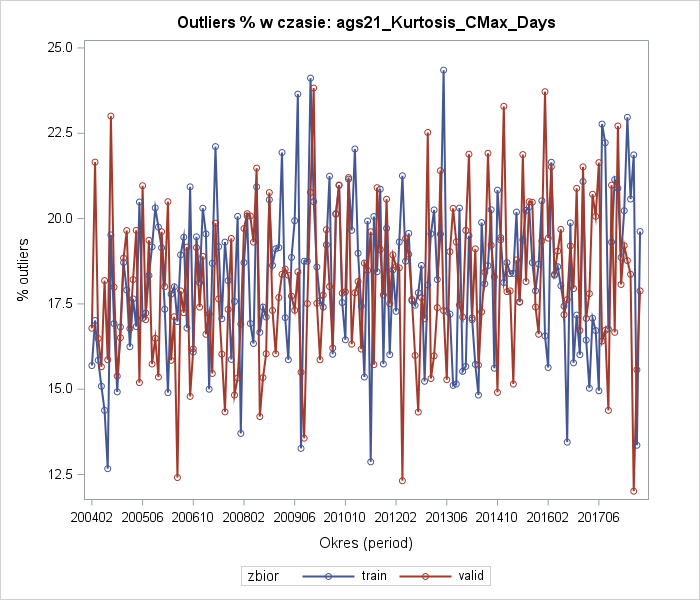 Outliers % w czasie: ags21_Kurtosis_CMax_Days
% outliers
25.0
22.5
20.0
17.5
15.0
12.5
200402 200506 200610 200802 200906 201010 201202 201306 201410 201602 201706
Okres (period)
zbior train valid